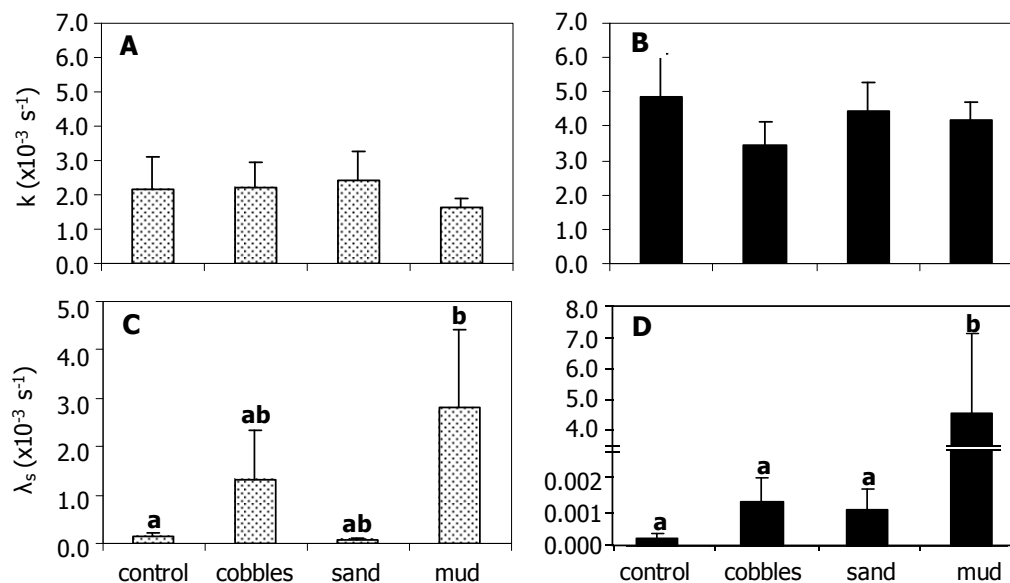 A
k (x10⁻³ s⁻¹)
7.0
6.0
5.0
4.0
3.0
2.0
1.0
0.0
B
7.0
6.0
5.0
4.0
3.0
2.0
1.0
0.0
C
λs (x10⁻³ s⁻¹)
5.0
4.0
3.0
2.0
1.0
0.0
a
ab
ab
b
control cobbles sand mud
D
8.0
7.0
6.0
5.0
4.0
0.002
0.001
0.000
a
a
a
b
control cobbles sand mud